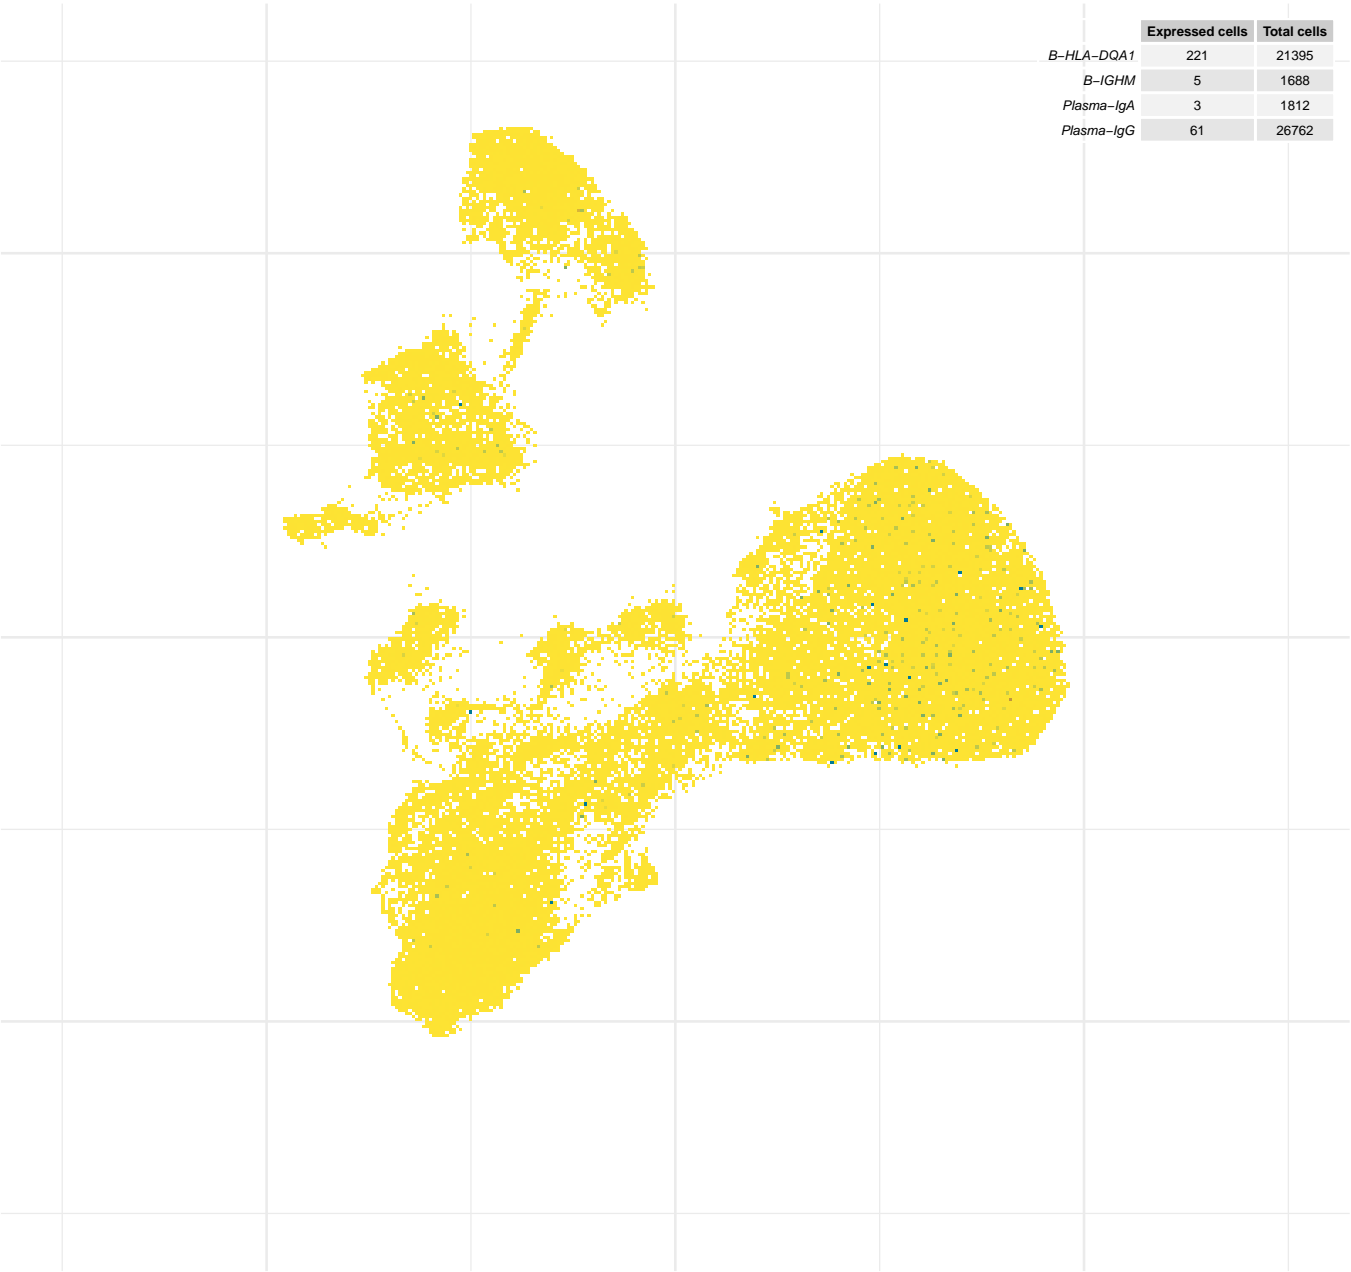 Expressed cells Total cells
B−HLA−DQA1 221 21395
B−IGHM 5 1688
Plasma−IgA 3 1812
Plasma−IgG 61 26762